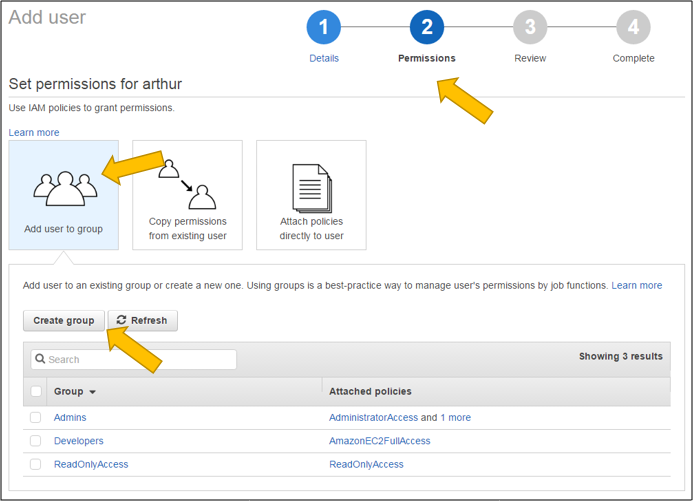 Add user
1 2 3 4
Details Permissions Review Complete
Set permissions for arthur
Use IAM policies to grant permissions.
Learn more
Add user to group
Copy permissions
from existing user
Attach policies
directly to user
Add user to an existing group or create a new one. Using groups is a best-practice way to manage user's permissions by job functions. Learn more
Create group Refresh
Search Showing 3 results
Group Attached policies
Admins AdministratorAccess and 1 more
Developers AmazonEC2FullAccess
ReadOnlyAccess ReadOnlyAccess